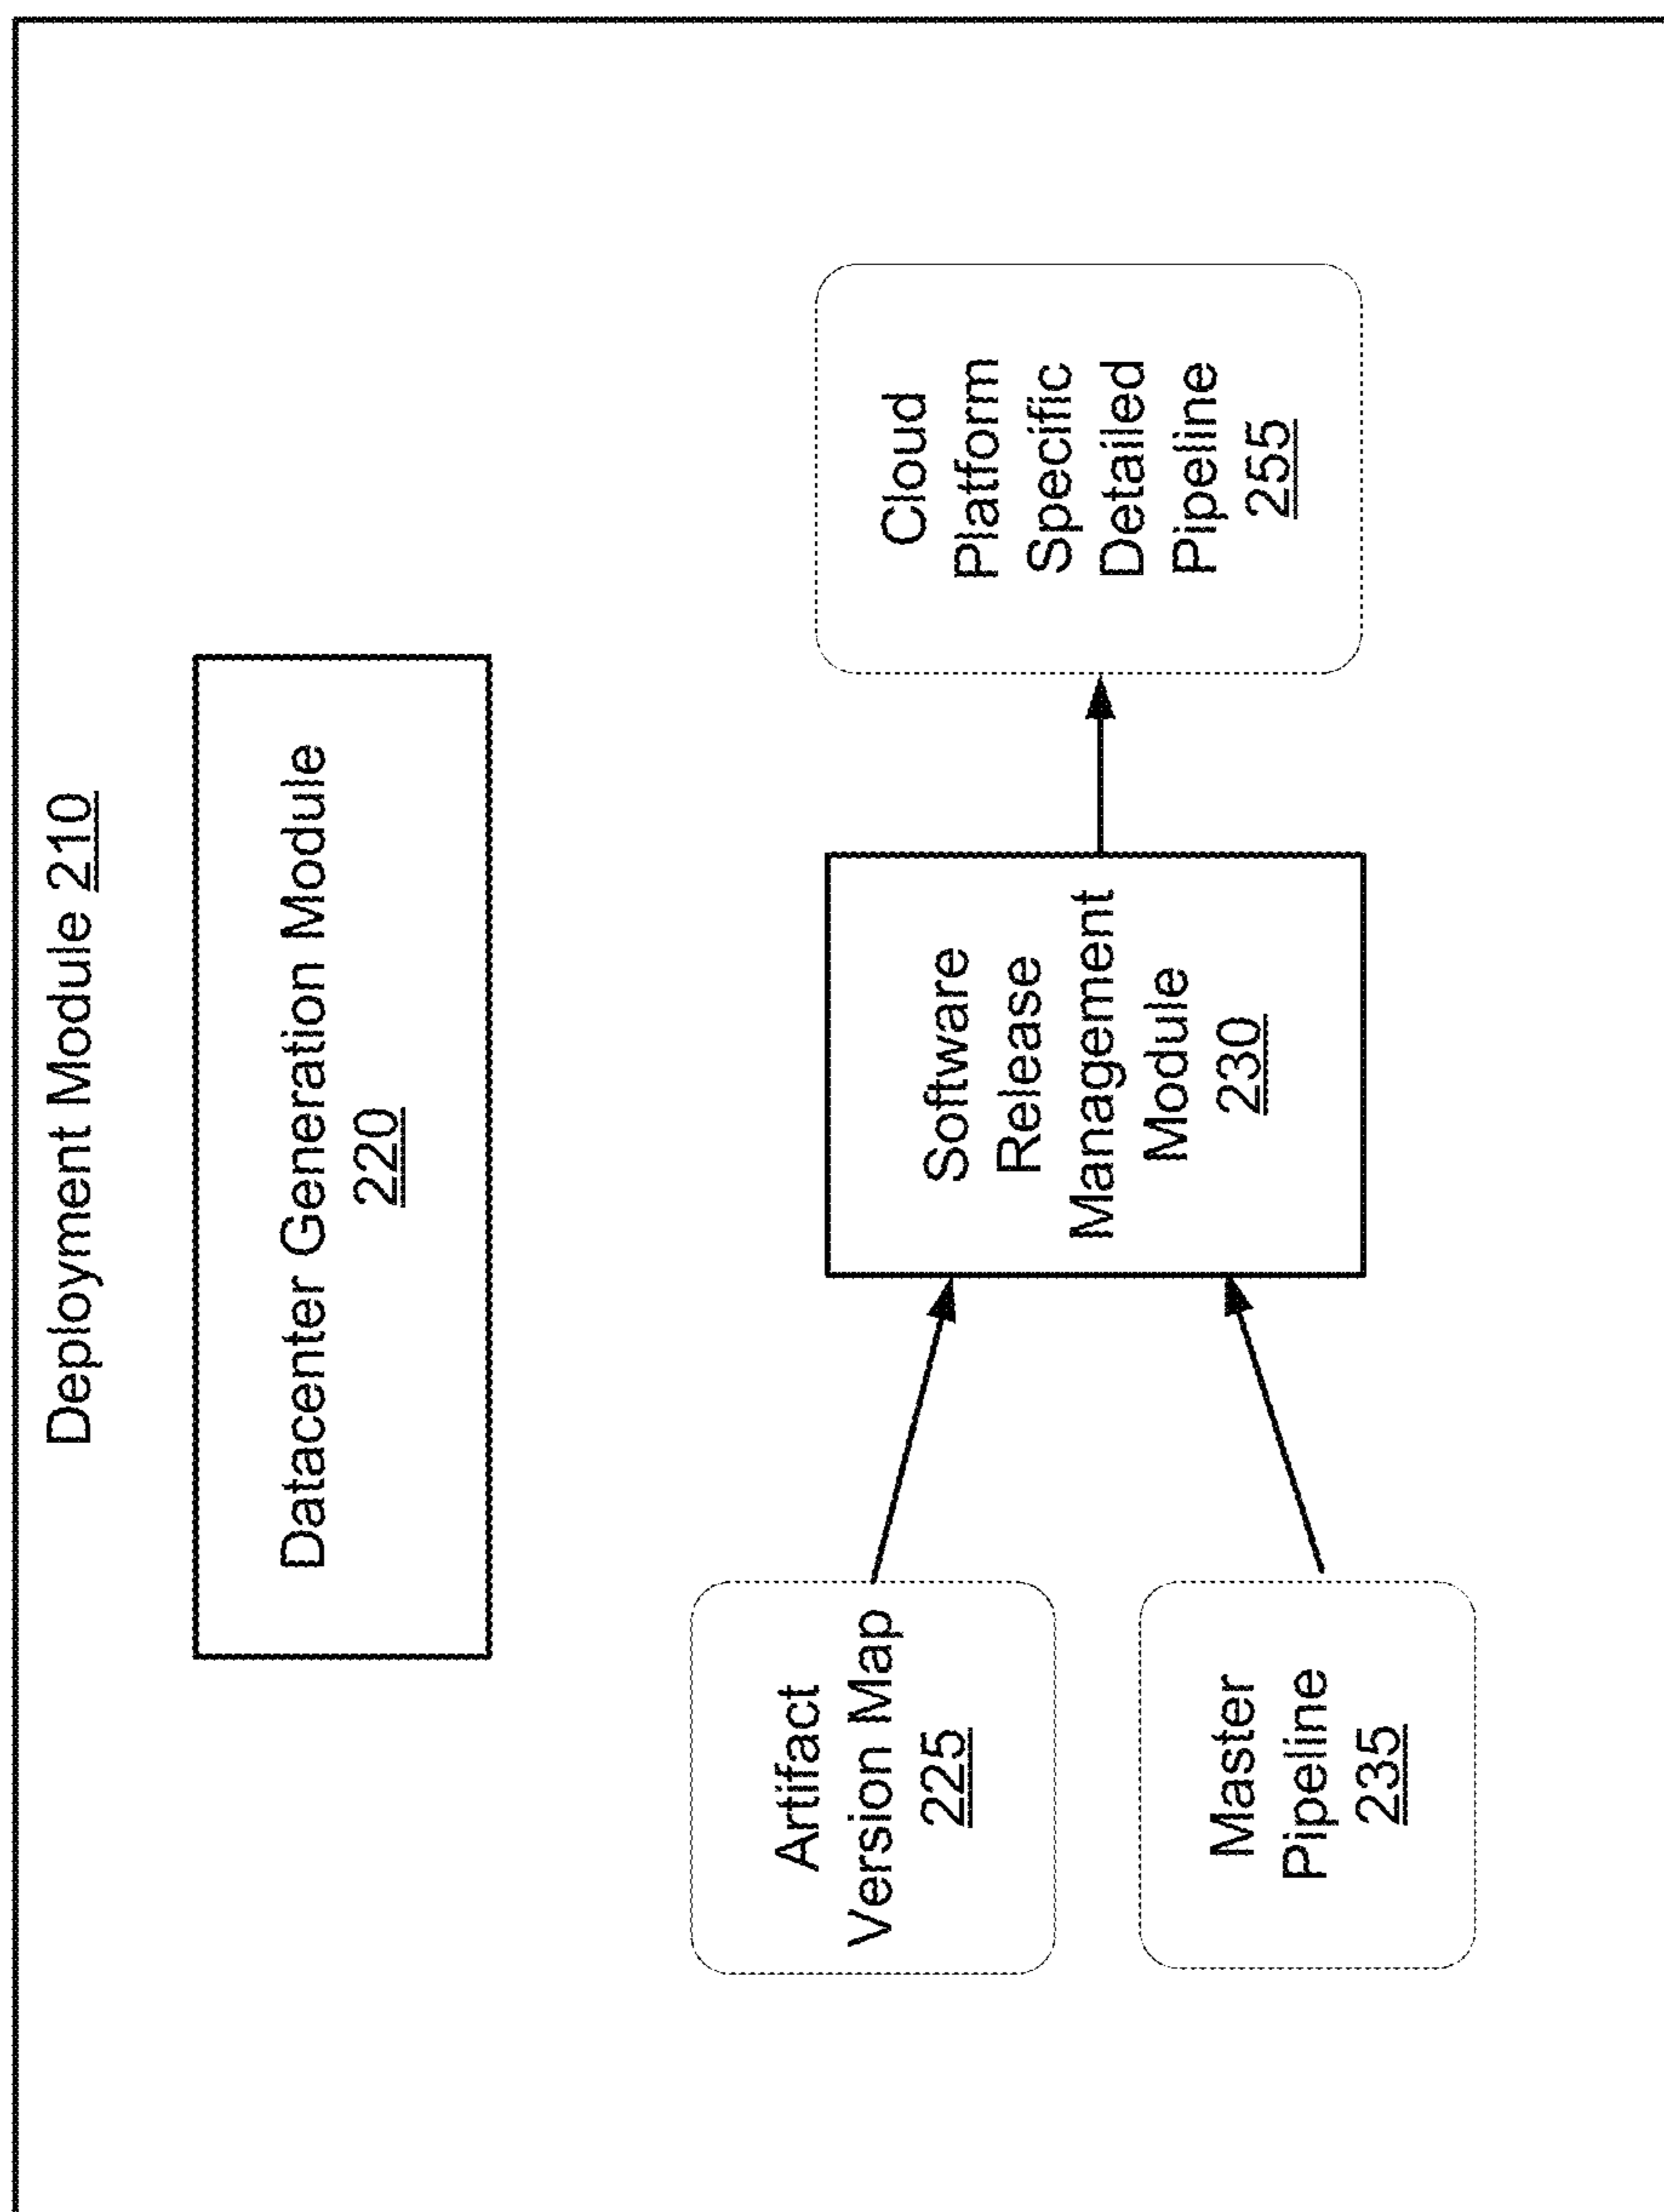 Deployment Module 210
Datacenter Generation Module
220
Artifact
Version Map
225
Master
Pipeline
235
Software
Release
Management
Module
230
Cloud
Platform
Specific
Detailed
Pipeline
255